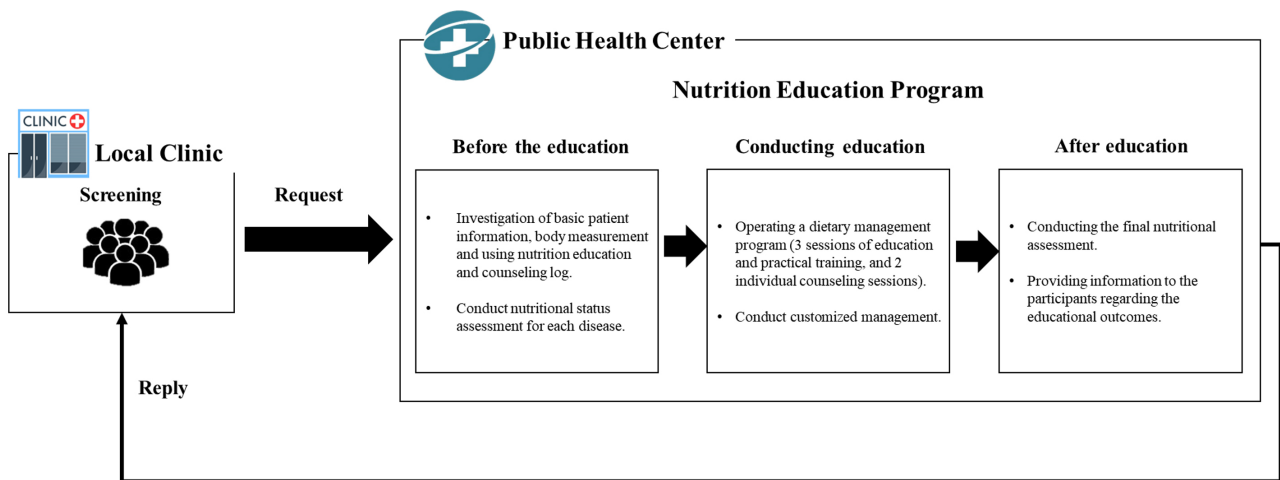 Public Health Center
Nutrition Education Program
CLINIC
Local Clinic
Screening
Request
Before the education
Conducting education
After education
• Investigation of basic patient
information, body measurement
and using nutrition education
and counseling log.
• Conduct nutritional status
assessment for each disease.
• Operating a dietary management
program (3 sessions of education
and practical training, and 2
individual counseling sessions).
• Conduct customized management.
• Conducting the final nutritional
assessment.
• Providing information to the
participants regarding the
educational outcomes.
Reply